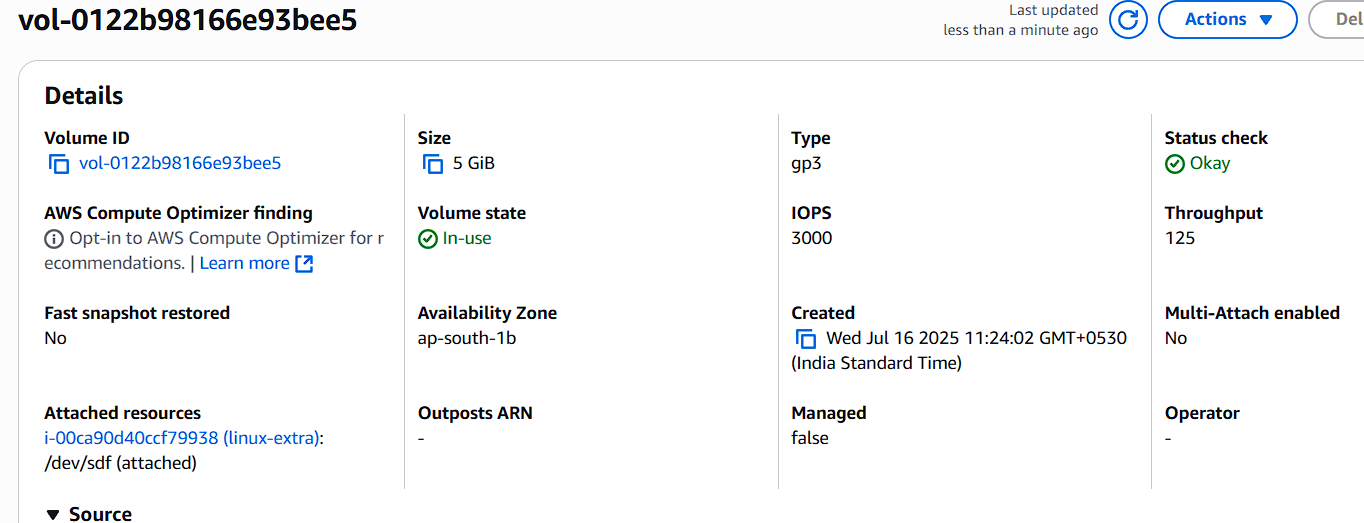 vol-0122b98166e93bee5
Last updated
less than a minute ago
Actions
Del
Details
Volume ID
vol-0122b98166e93bee5
Size
5 GiB
Type
gp3
Status check
Okay
AWS Compute Optimizer finding
Opt-in to AWS Compute Optimizer for r
ecommendations. | Learn more
Volume state
In-use
IOPS
3000
Throughput
125
Fast snapshot restored
No
Availability Zone
ap-south-1b
Created
Wed Jul 16 2025 11:24:02 GMT+0530
(India Standard Time)
Multi-Attach enabled
No
Attached resources
i-00ca90d40ccf79938 (linux-extra):
/dev/sdf (attached)
Outposts ARN
-
Managed
false
Operator
-
Source